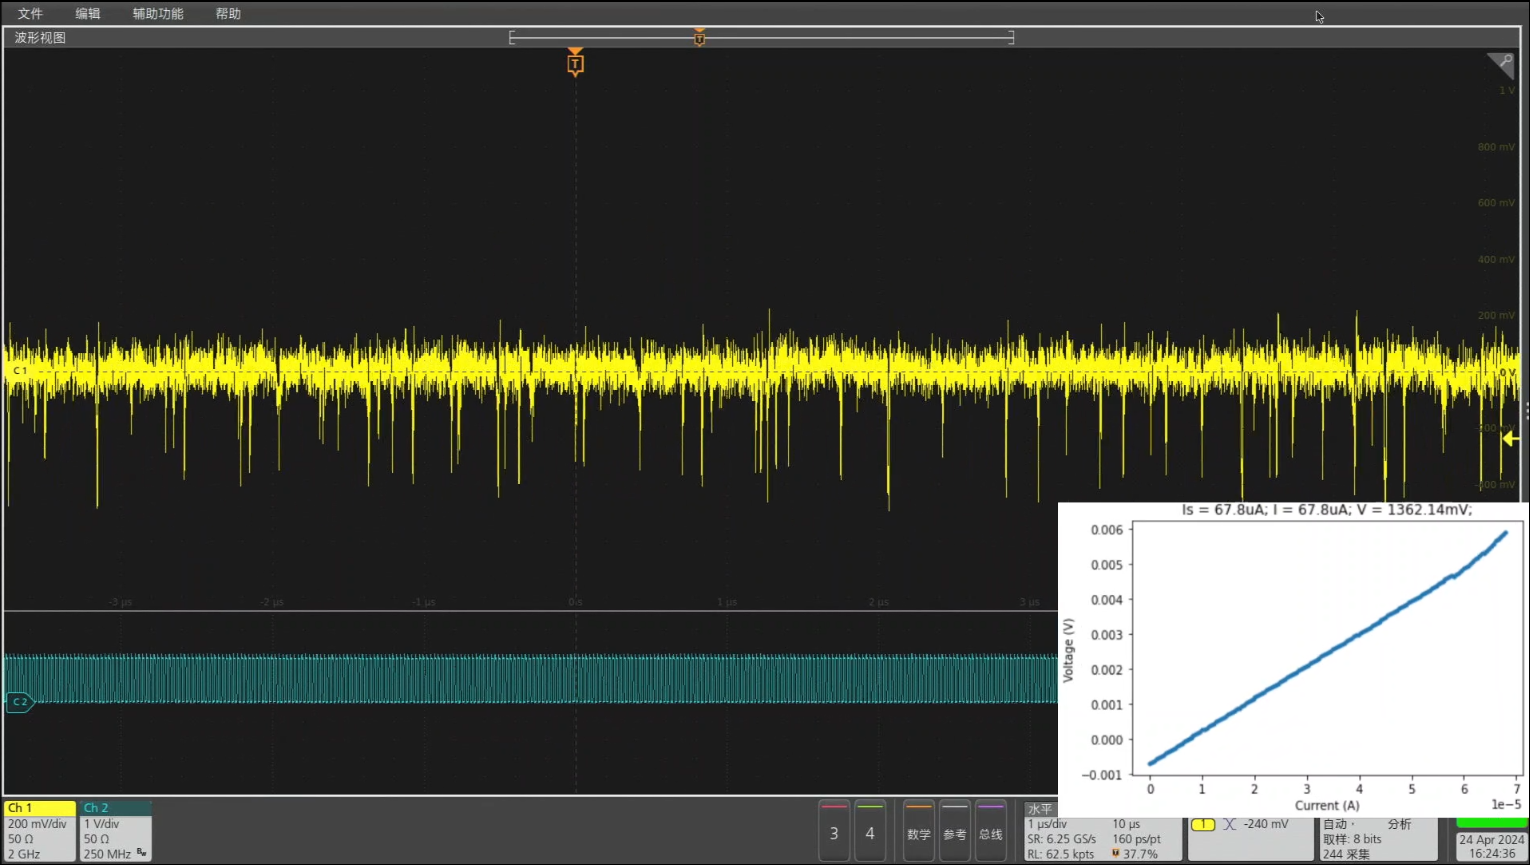 文件 编辑 辅助功能 帮助
波形视图
T
T
1 V
800 mV
600 mV
400 mV
200 mV
C 1
0 V
-200 mV
-400 mV
-3 µs -2 µs -1 µs 0 s 1 µs 2 µs 3 µs
C 2
Is = 67.8uA; I = 67.8uA; V = 1362.14mV;
0.006
0.005
0.004
0.003
0.002
0.001
0.000
−0.001
Voltage (V)
0 1 2 3 4 5 6 7
1e−5
Current (A)
Ch 1
200 mV/div
50 Ω
2 GHz
Ch 2
1 V/div
50 Ω
250 MHz Bw
3 4 数学 参考 总线
水平
1 µs/div 10 µs
SR: 6.25 GS/s 160 ps/pt
RL: 62.5 kpts 37.7%
1 -240 mV
自动, 分析
取样: 8 bits
244 采集
24 Apr 2024
16:24:36